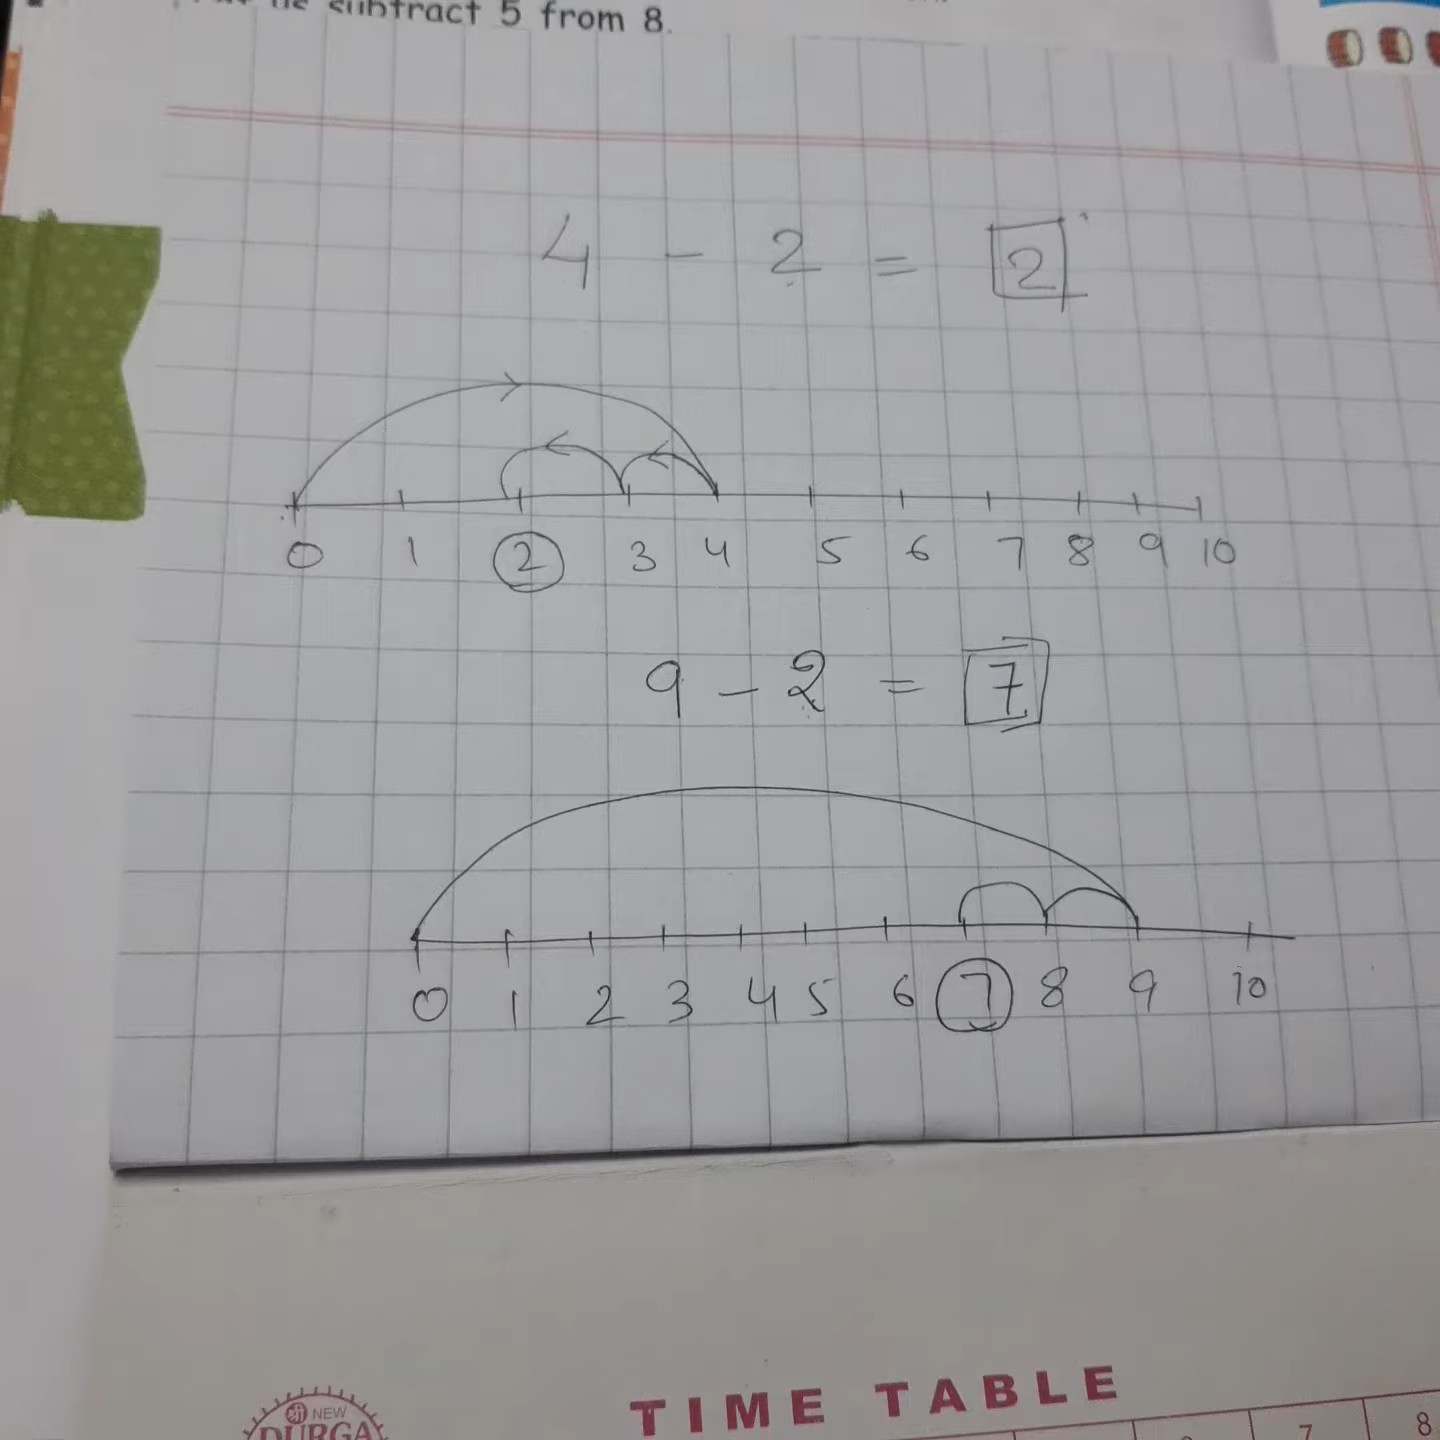 subtract 5 from 8.
4 - 2 = 2
0 1 2 3 4 5 6 7 8 9 10
9 - 2 = 7
0 1 2 3 4 5 6 7 8 9 10
TIME TABLE
श्री NEW
DURGA
7 8